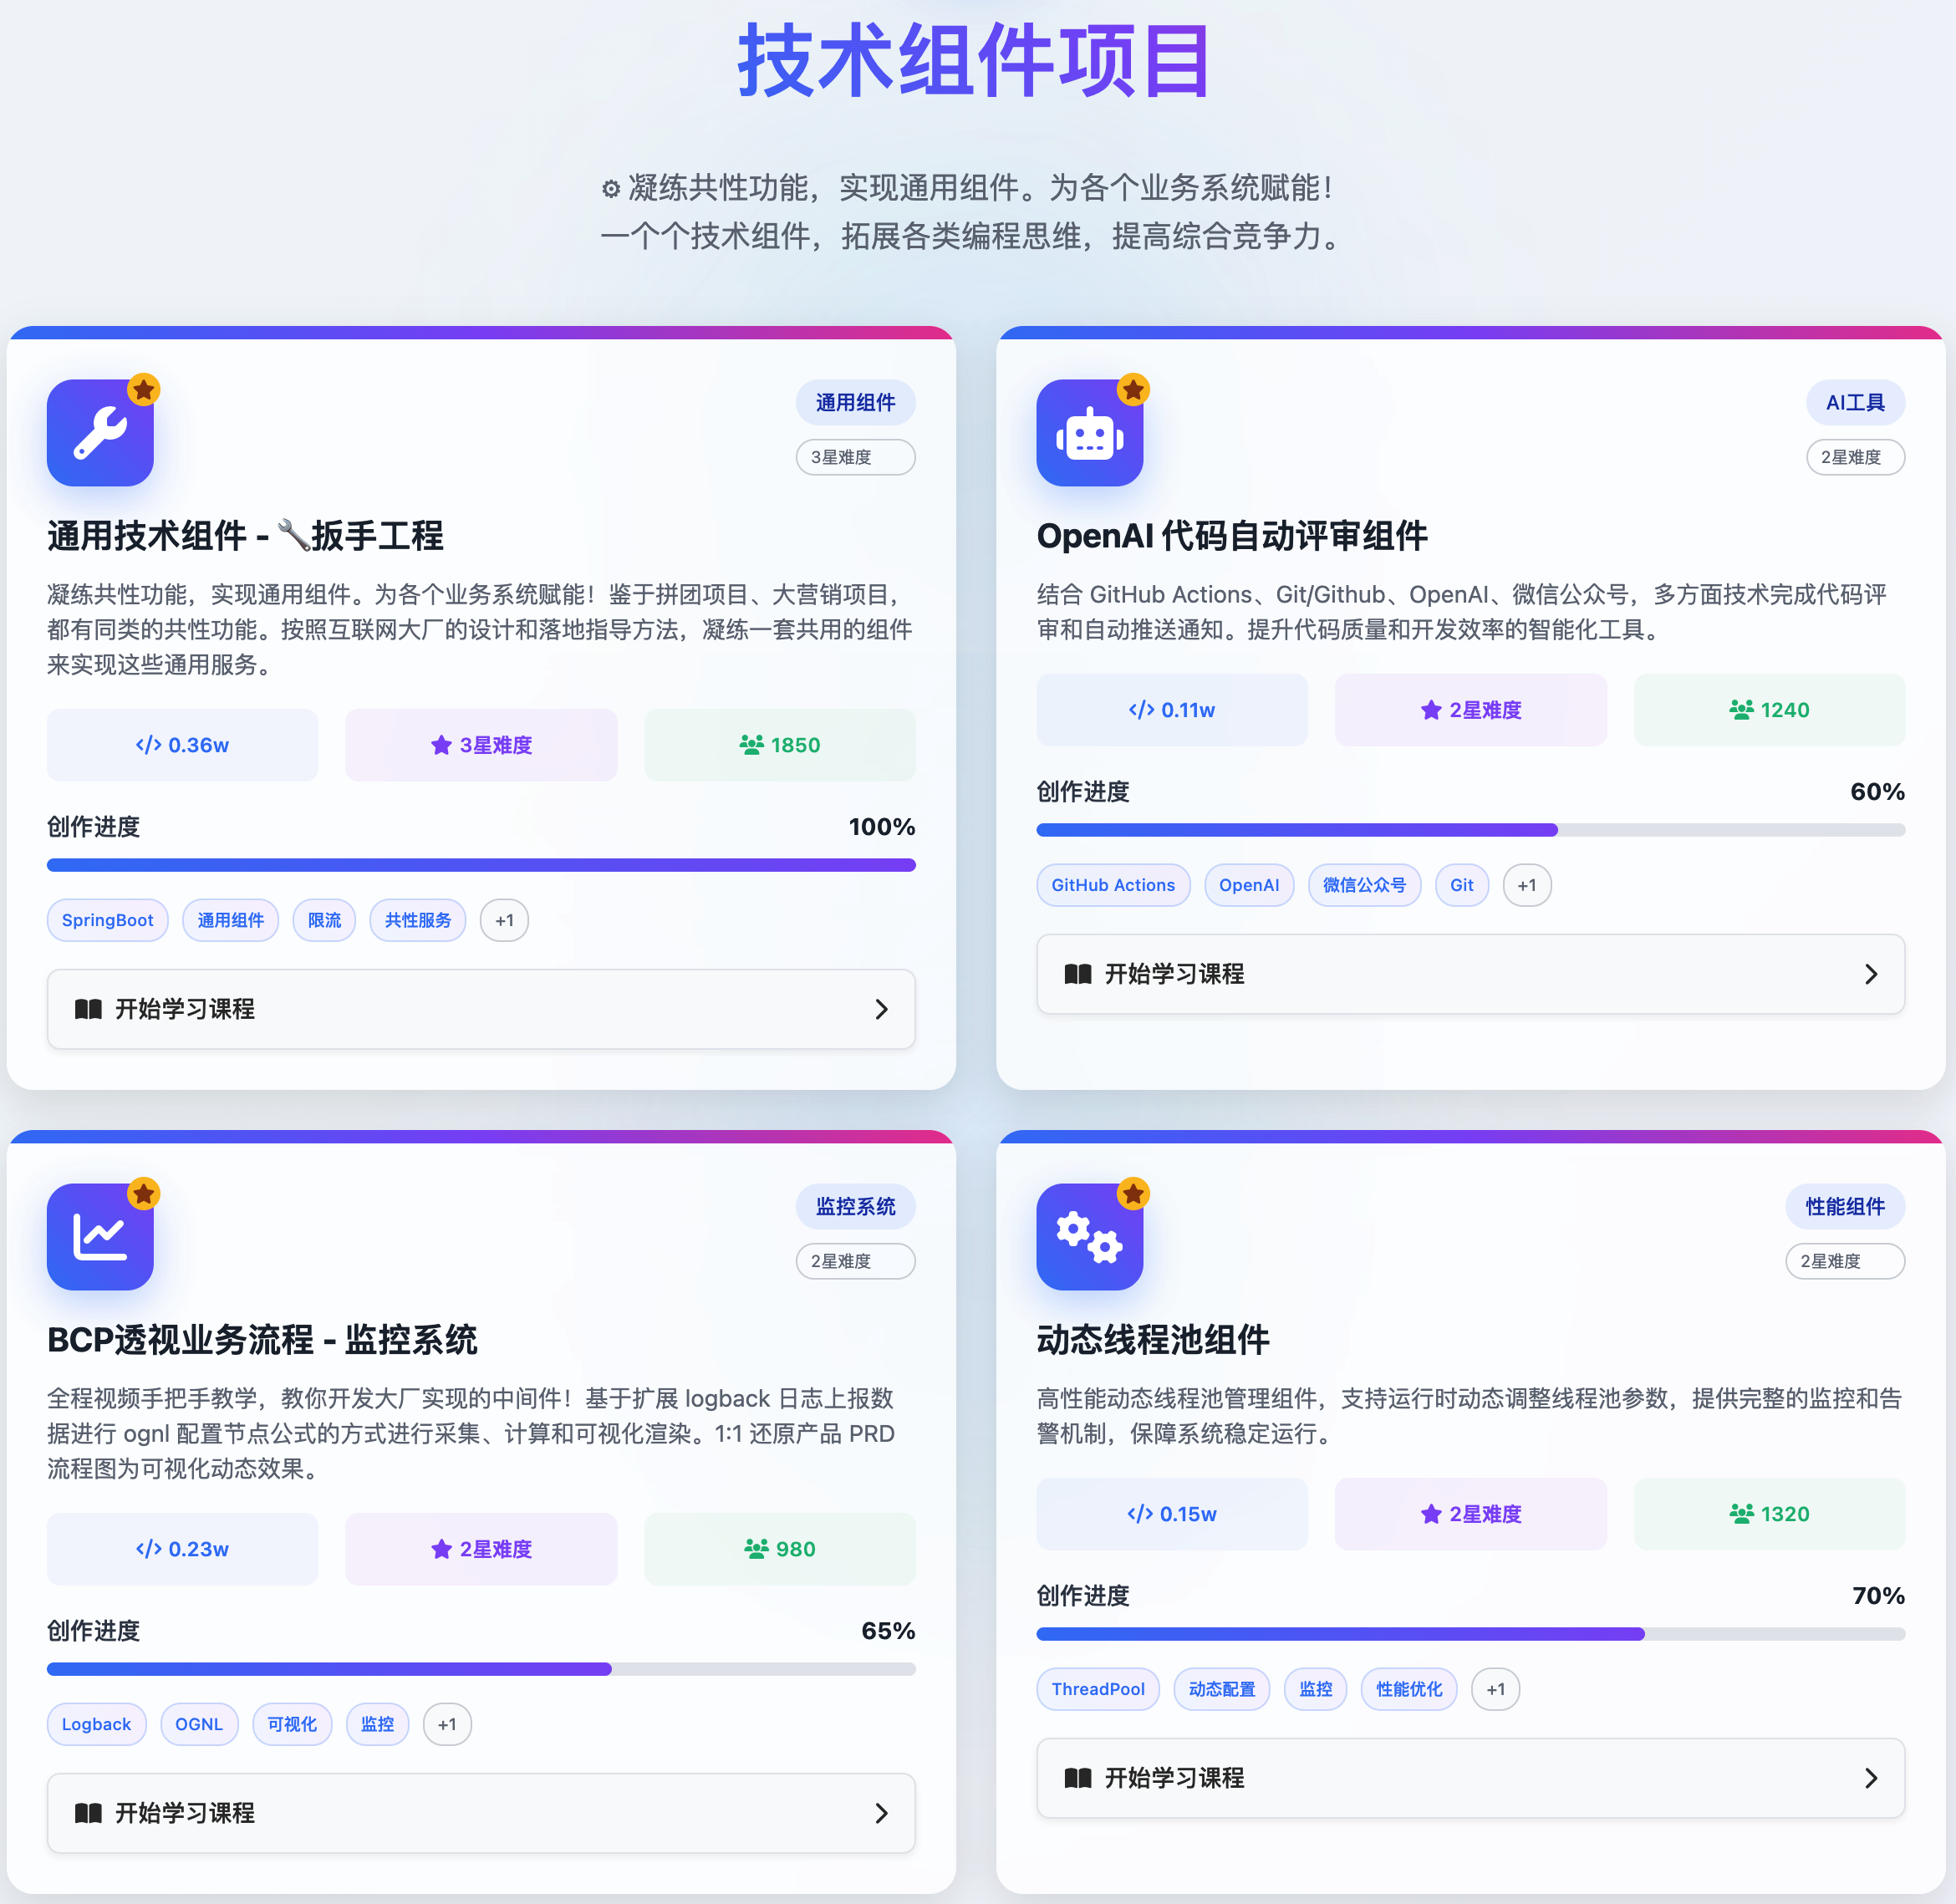 技术组件项目
⚙ 凝练共性功能，实现通用组件。为各个业务系统赋能！
一个个技术组件，拓展各类编程思维，提高综合竞争力。
通用组件
3星难度
通用技术组件 - 🔧扳手工程
凝练共性功能，实现通用组件。为各个业务系统赋能！鉴于拼团项目、大营销项目，
都有同类的共性功能。按照互联网大厂的设计和落地指导方法，凝练一套共用的组件
来实现这些通用服务。
</> 0.36w
3星难度
1850
创作进度
100%
SpringBoot
通用组件
限流
共性服务
+1
开始学习课程
AI工具
2星难度
OpenAI 代码自动评审组件
结合 GitHub Actions、Git/Github、OpenAI、微信公众号，多方面技术完成代码评
审和自动推送通知。提升代码质量和开发效率的智能化工具。
</> 0.11w
2星难度
1240
创作进度
60%
GitHub Actions
OpenAI
微信公众号
Git
+1
开始学习课程
监控系统
2星难度
BCP透视业务流程 - 监控系统
全程视频手把手教学，教你开发大厂实现的中间件！基于扩展 logback 日志上报数
据进行 ognl 配置节点公式的方式进行采集、计算和可视化渲染。1:1 还原产品 PRD
流程图为可视化动态效果。
</> 0.23w
2星难度
980
创作进度
65%
Logback
OGNL
可视化
监控
+1
开始学习课程
性能组件
2星难度
动态线程池组件
高性能动态线程池管理组件，支持运行时动态调整线程池参数，提供完整的监控和告
警机制，保障系统稳定运行。
</> 0.15w
2星难度
1320
创作进度
70%
ThreadPool
动态配置
监控
性能优化
+1
开始学习课程